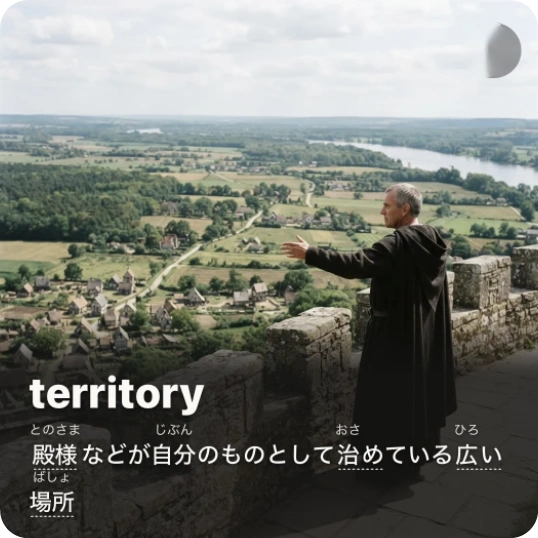 territory
とのさま じぶん おさ ひろ
殿様などが自分のものとして治めている広い
ばしょ
場所